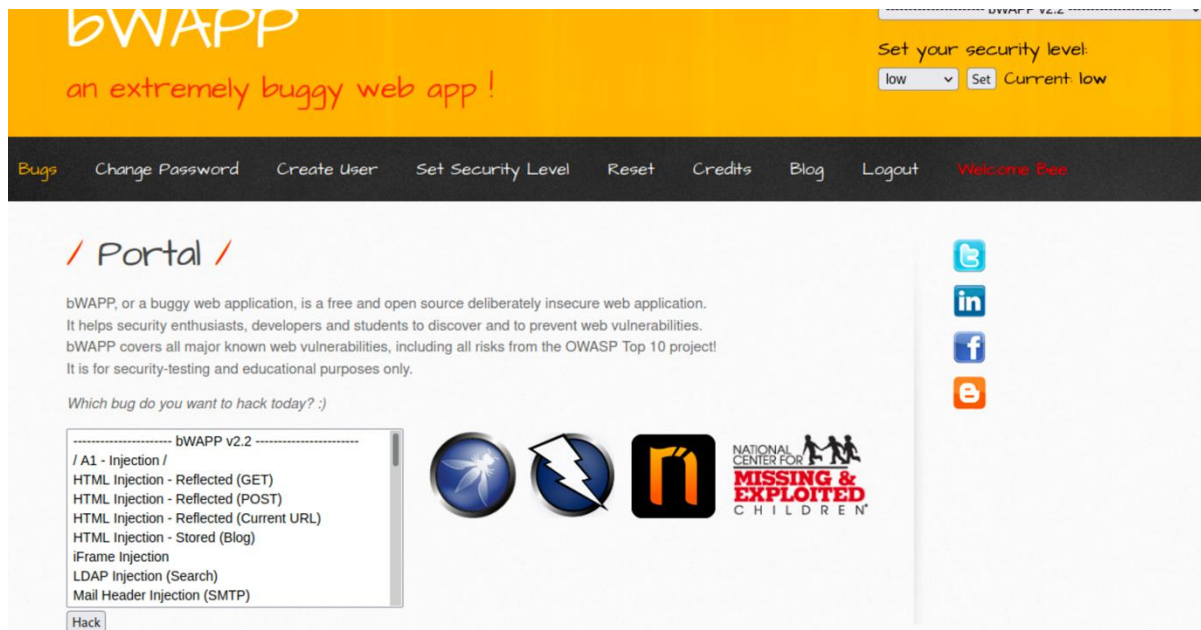 bWAPP
an extremely buggy web app !
---------------------- bWAPP v2.2 -----------------------
Set your security level:
low Set Current: low
Bugs Change Password Create User Set Security Level Reset Credits Blog Logout Welcome Bee
/ Portal /
bWAPP, or a buggy web application, is a free and open source deliberately insecure web application.
It helps security enthusiasts, developers and students to discover and to prevent web vulnerabilities.
bWAPP covers all major known web vulnerabilities, including all risks from the OWASP Top 10 project!
It is for security-testing and educational purposes only.
Which bug do you want to hack today? :)
---------------------- bWAPP v2.2 -----------------------
/ A1 - Injection /
HTML Injection - Reflected (GET)
HTML Injection - Reflected (POST)
HTML Injection - Reflected (Current URL)
HTML Injection - Stored (Blog)
iFrame Injection
LDAP Injection (Search)
Mail Header Injection (SMTP)
Hack
NATIONAL
CENTER FOR
MISSING &
EXPLOITED
CHILDREN®
in
f